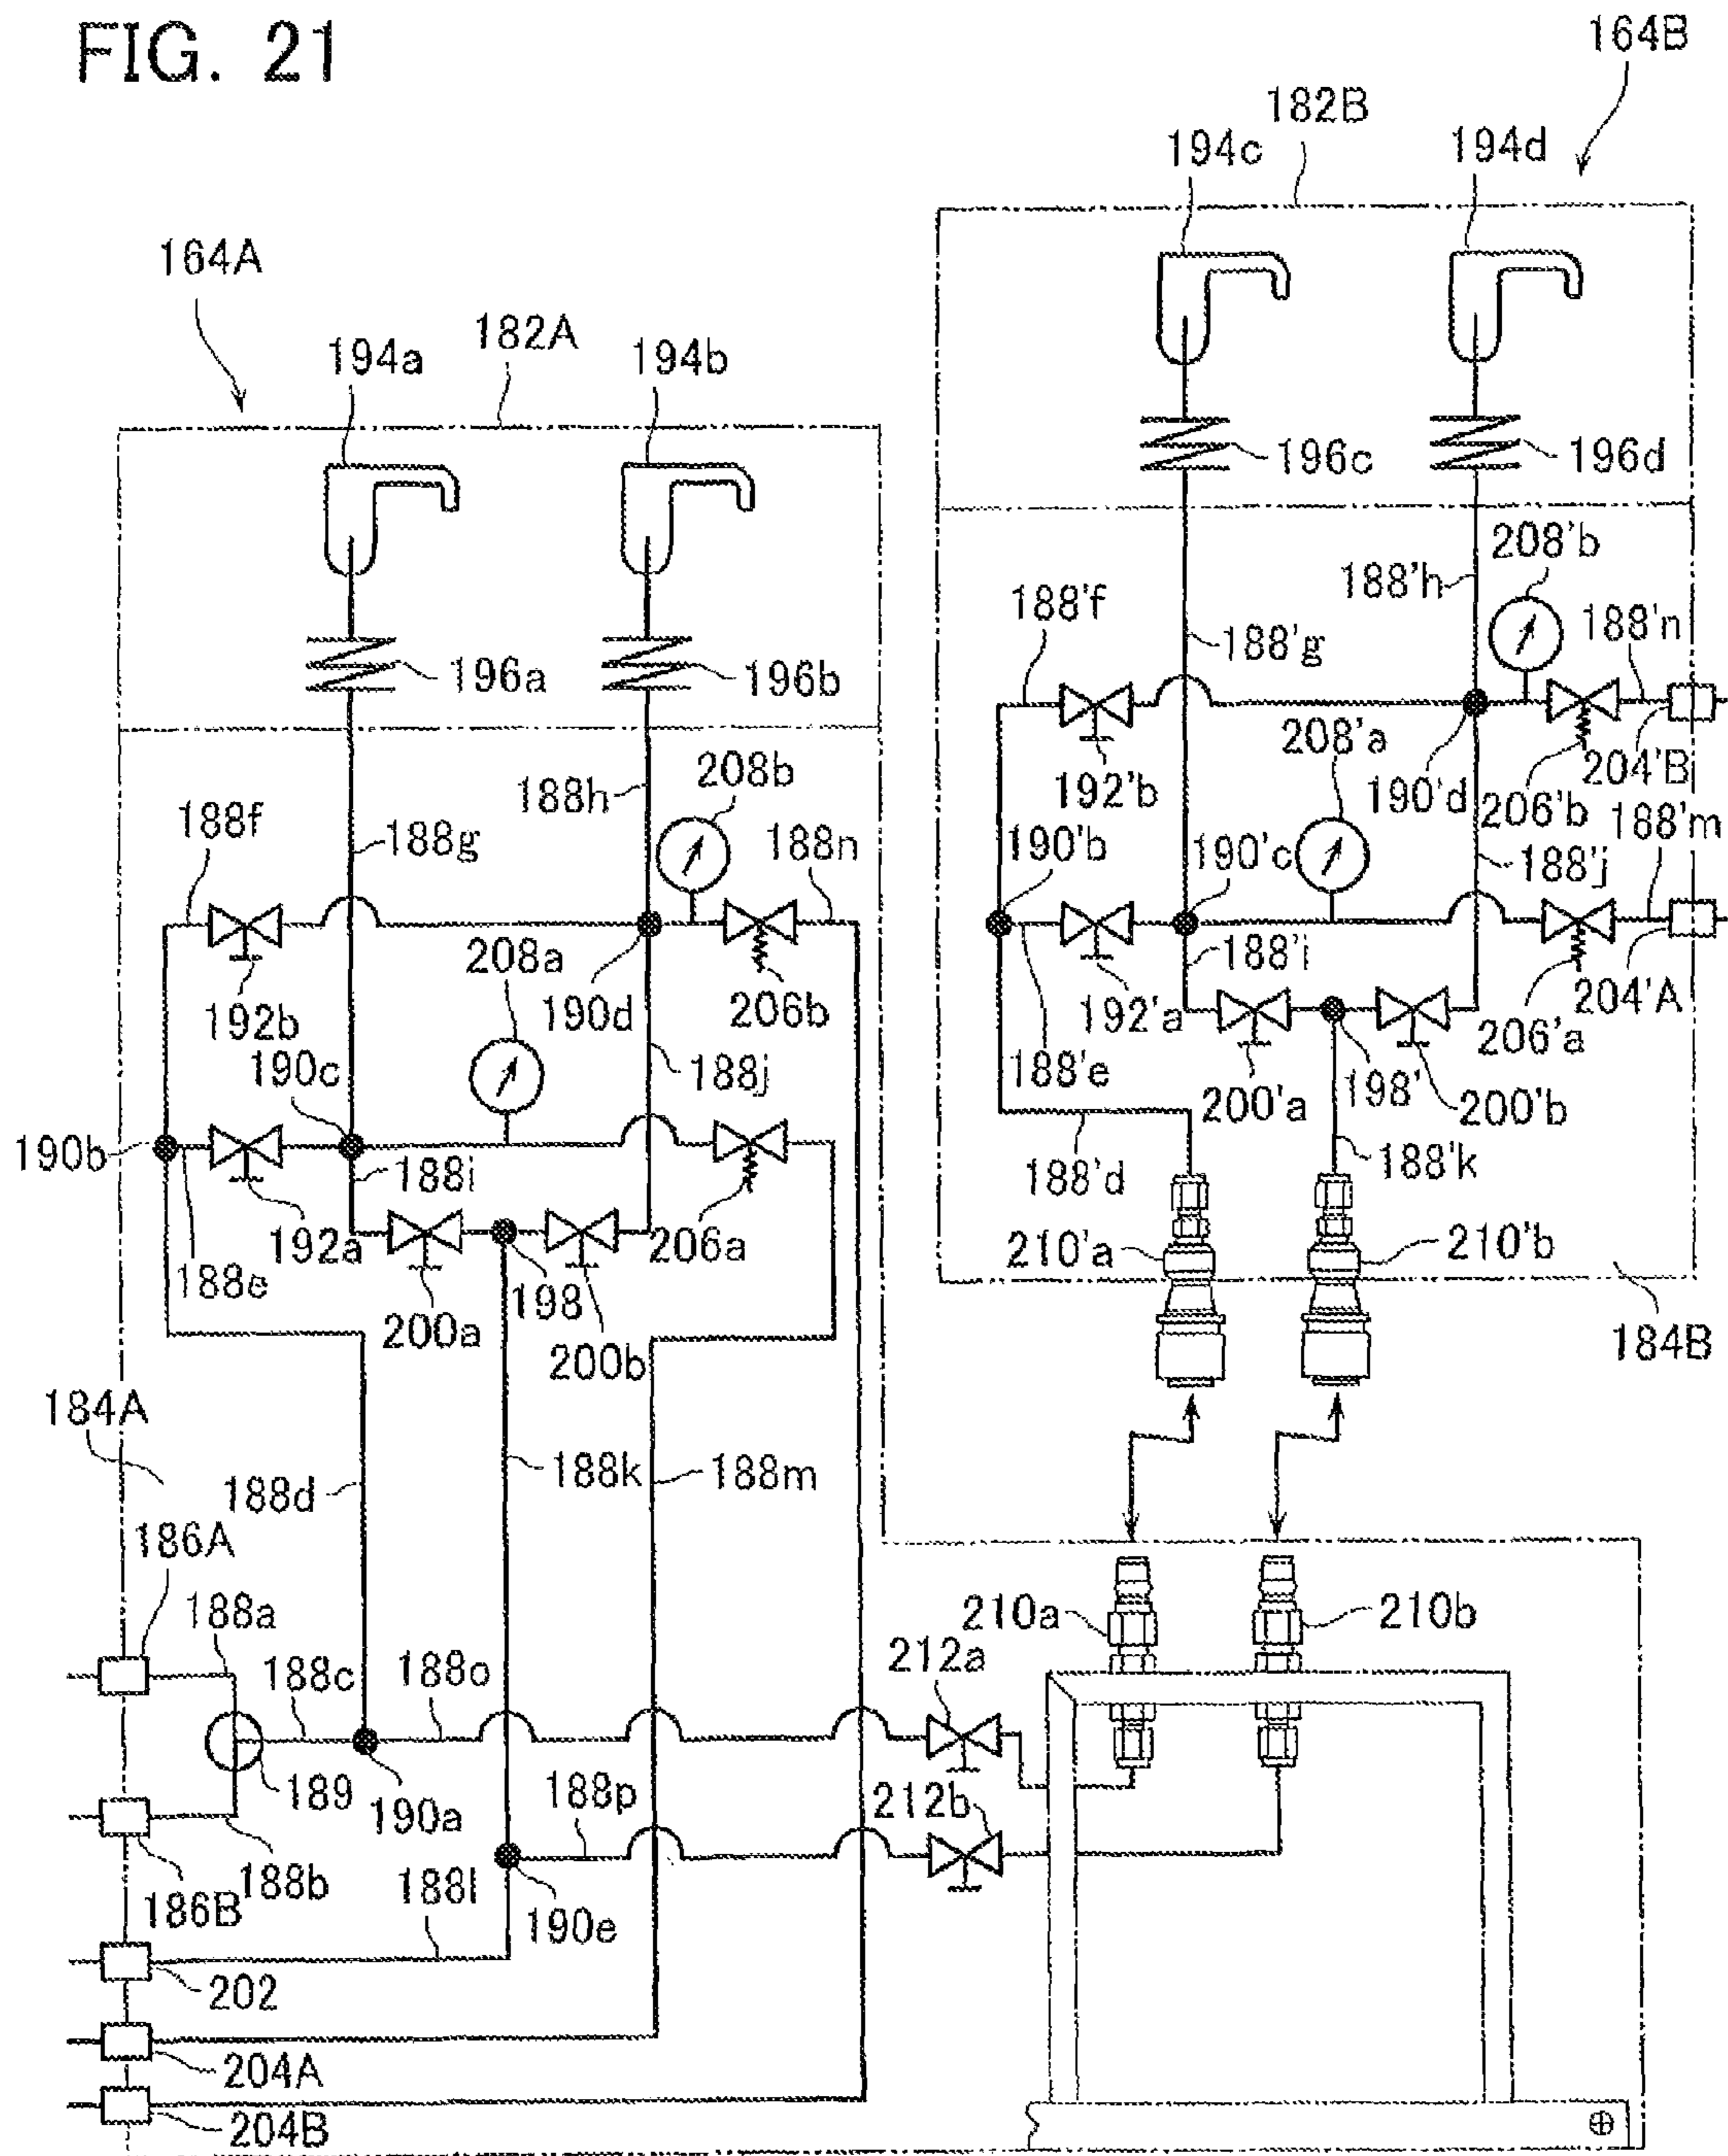 FIG. 21
164B
182B
194c
194d
164A
182A
194a
194b
196c
196d
208'b
188'h
188'f
188'n
188'g
196a
196b
208'a
192'b
190'd
204'B
206'b
188'm
208b
188h
188f
188g
188n
190'b
190'c
188'j
208a
188'i
192b
190d
206b
192'a
204'A
206'a
190c
188j
188'e
200'a
198'
200'b
190b
188i
188'd
188'k
192a
206a
210'a
210'b
188e
198
200a
200b
184B
184A
188k
188m
188d
186A
188a
210a
210b
212a
188c
188o
189
190a
188p
212b
188b
188l
186B
190e
202
204A
204B